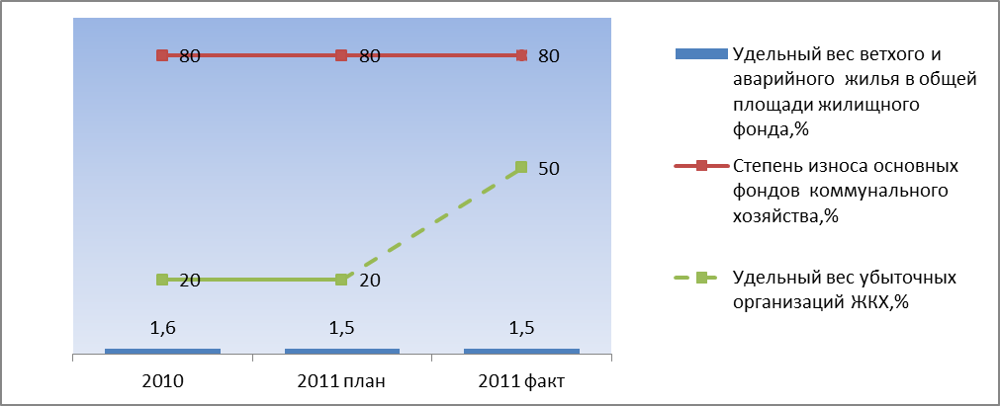 80 80 80
50
20 20
1,6 1,5 1,5
2010 2011 план 2011 факт
Удельный вес ветхого и
аварийного жилья в общей
площади жилищного
фонда,%
Степень износа основных
фондов коммунального
хозяйства,%
Удельный вес убыточных
организаций ЖКХ,%